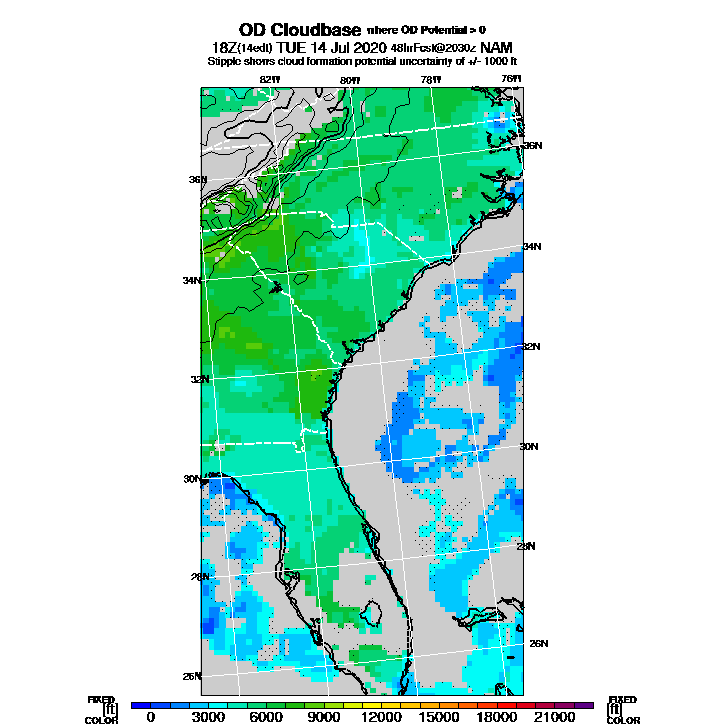 OD Cloudbase where OD Potential > 0
18Z(14edt) TUE 14 Jul 2020 48hrFcst@2030z NAM
Stipple shows cloud formation potential uncertainty of +/- 1000 ft
82W 80W 78W 76W
36N
36N
34N
34N
32N
32N
30N
30N
28N
28N
26N
26N
FIXED FIXED
[ft] [ft]
COLOR COLOR
0 3000 6000 9000 12000 15000 18000 21000